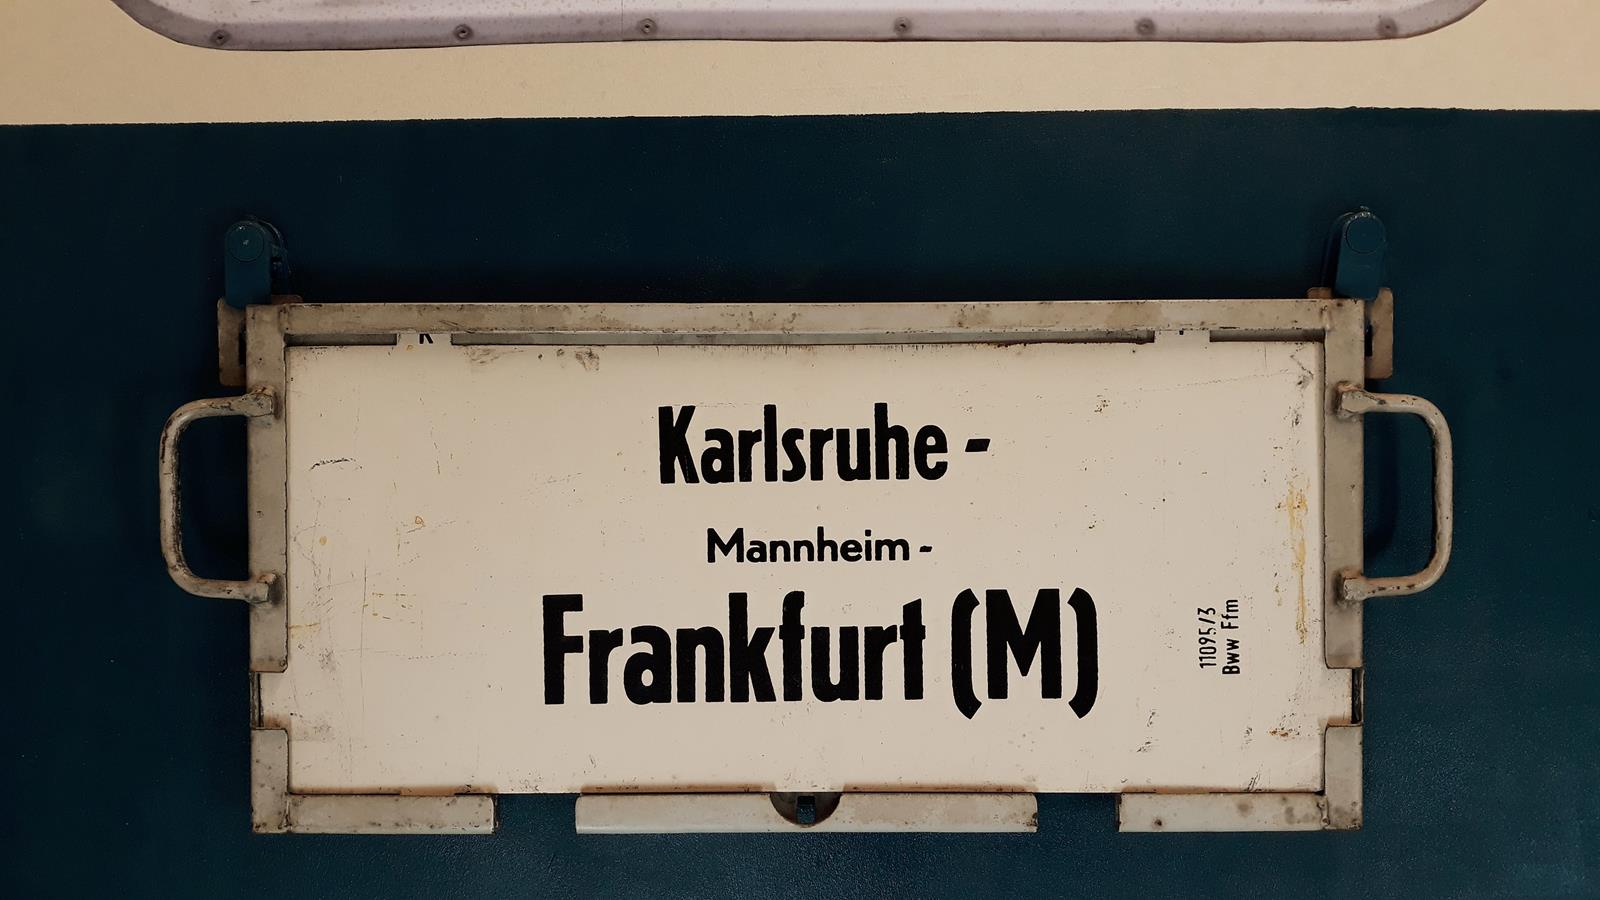 Karlsruhe -
Mannheim -
Frankfurt (M)
11095/3
Bww Ffm